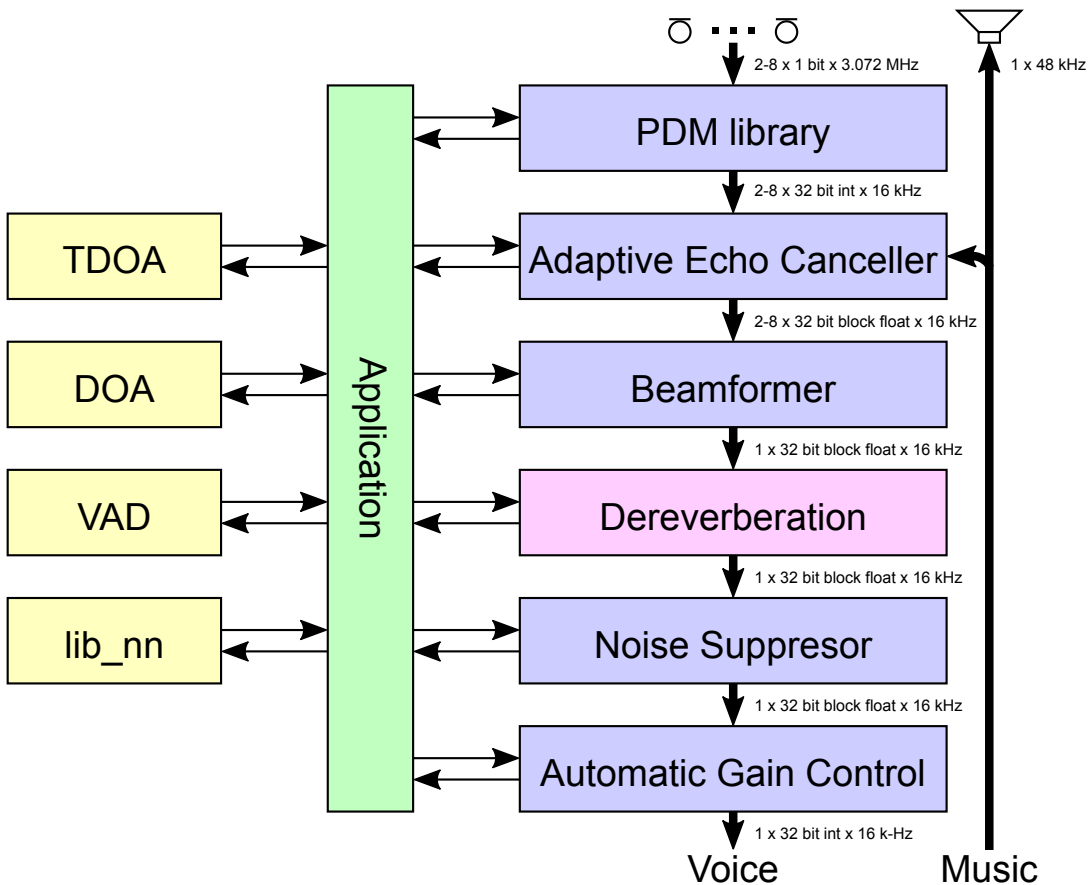 2-8 x 1 bit x 3.072 MHz
1 x 48 kHz
PDM library
2-8 x 32 bit int x 16 kHz
TDOA
Adaptive Echo Canceller
2-8 x 32 bit block float x 16 kHz
Application
DOA
Beamformer
1 x 32 bit block float x 16 kHz
VAD
Dereverberation
1 x 32 bit block float x 16 kHz
lib_nn
Noise Suppresor
1 x 32 bit block float x 16 kHz
Automatic Gain Control
1 x 32 bit int x 16 k-Hz
Voice
Music